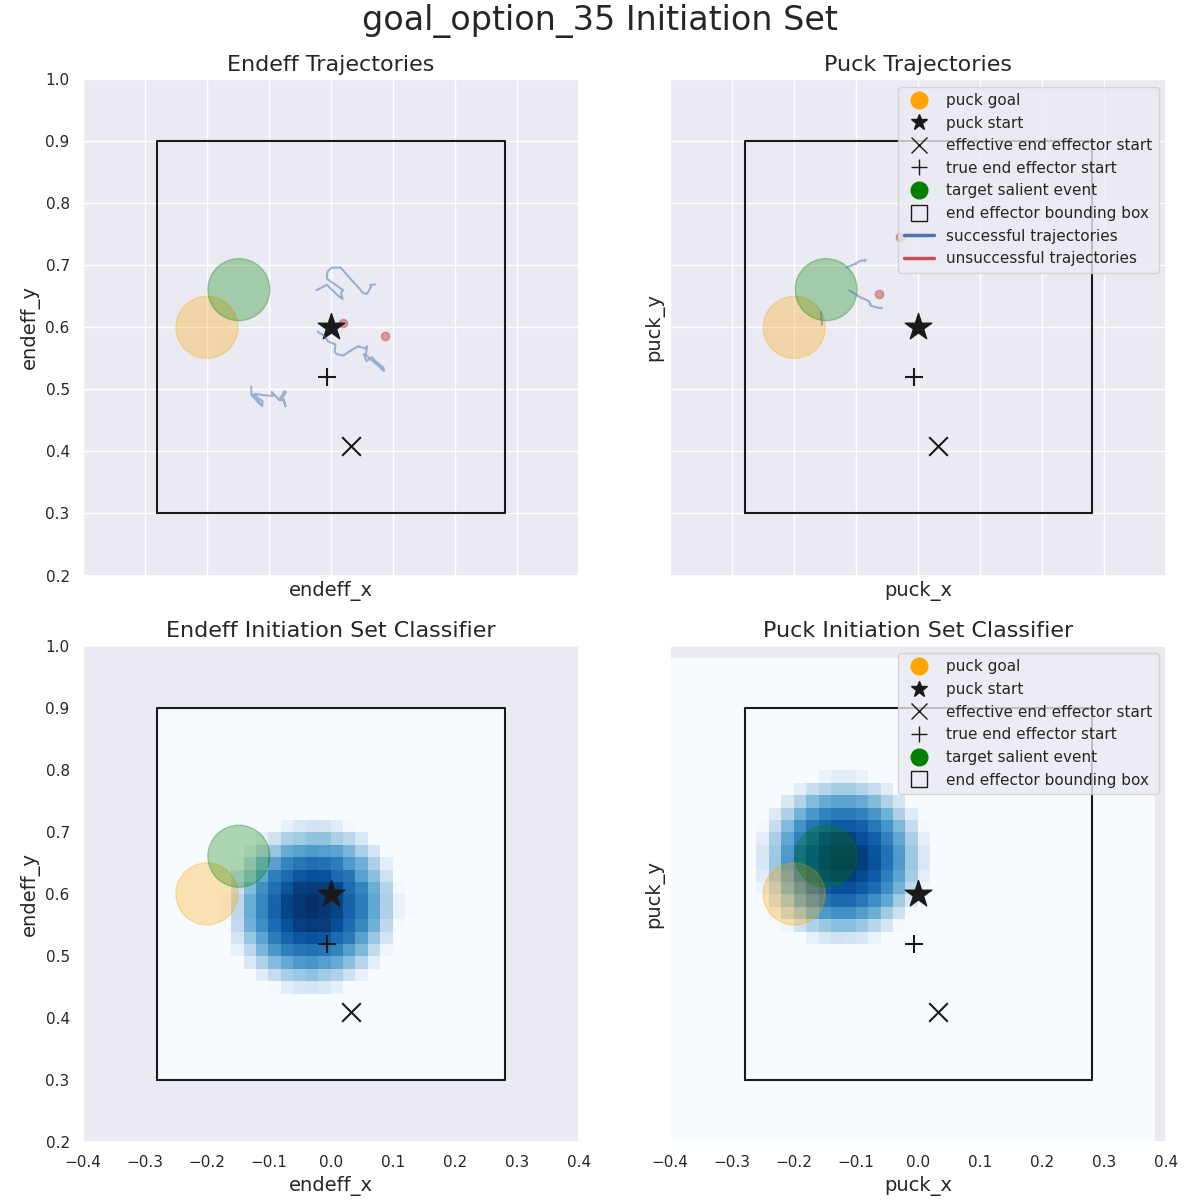 goal_option_35 Initiation Set
Endeff Trajectories
1.0
0.9
0.8
0.7
0.6
0.5
0.4
0.3
0.2
endeff_y
endeff_x
Puck Trajectories
puck goal
puck start
effective end effector start
true end effector start
target salient event
end effector bounding box
successful trajectories
unsuccessful trajectories
puck_y
puck_x
Endeff Initiation Set Classifier
1.0
0.9
0.8
0.7
0.6
0.5
0.4
0.3
0.2
endeff_y
−0.4 −0.3 −0.2 −0.1 0.0 0.1 0.2 0.3 0.4
endeff_x
Puck Initiation Set Classifier
puck goal
puck start
effective end effector start
true end effector start
target salient event
end effector bounding box
puck_y
−0.4 −0.3 −0.2 −0.1 0.0 0.1 0.2 0.3 0.4
puck_x